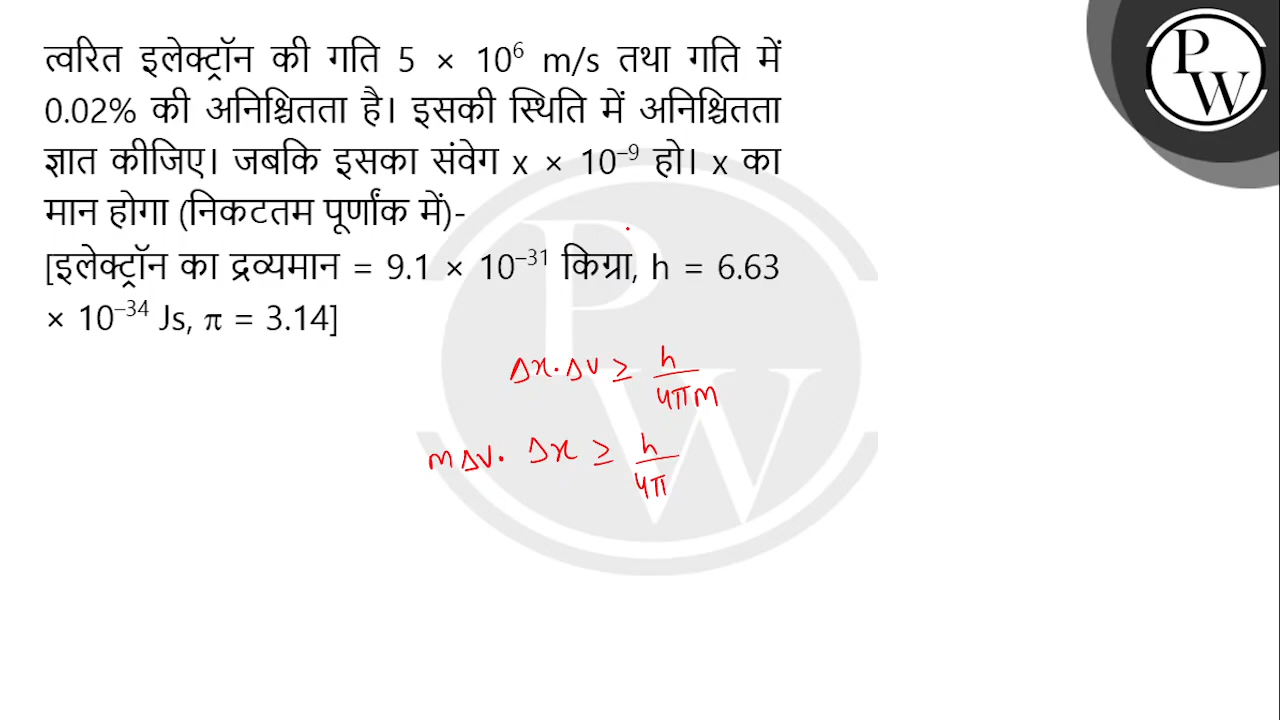 त्वरित इलेक्ट्रॉन की गति 5 × 10⁶ m/s तथा गति में
0.02% की अनिश्चितता है। इसकी स्थिति में अनिश्चितता
ज्ञात कीजिए। जबकि इसका संवेग x × 10⁻⁹ हो। x का
मान होगा (निकटतम पूर्णांक में)-
[इलेक्ट्रॉन का द्रव्यमान = 9.1 × 10⁻³¹ किग्रा, h = 6.63
× 10⁻³⁴ Js, π = 3.14]
Δx · Δv ≥ h/4πm
mΔv · Δx ≥ h/4π
PW
PW